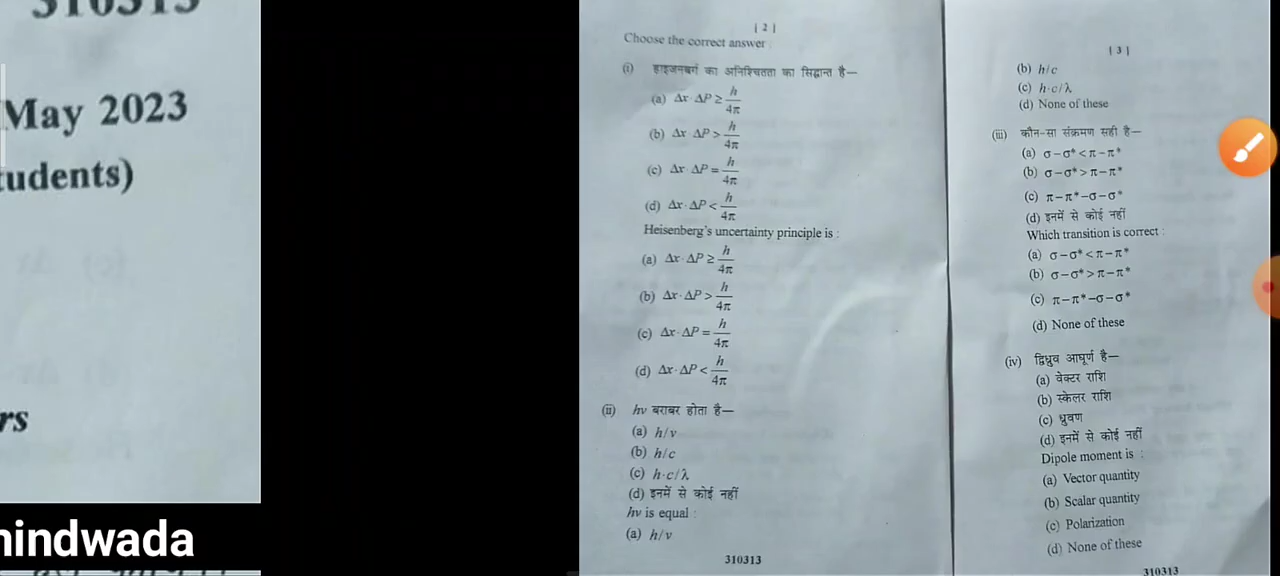 310313
May 2023
tudents)
rs
hindwada
[ 2 ]
Choose the correct answer :
(i) हाइजनबर्ग का अनिश्चितता का सिद्धान्त है—
(a) Δx·ΔP ≥ h/4π
(b) Δx·ΔP > h/4π
(c) Δx·ΔP = h/4π
(d) Δx·ΔP < h/4π
Heisenberg's uncertainty principle is :
(a) Δx·ΔP ≥ h/4π
(b) Δx·ΔP > h/4π
(c) Δx·ΔP = h/4π
(d) Δx·ΔP < h/4π
(ii) hν बराबर होता है—
(a) h/ν
(b) h/c
(c) h·c/λ
(d) इनमें से कोई नहीं
hν is equal :
(a) h/ν
310313
[ 3 ]
(b) h/c
(c) h·c/λ
(d) None of these
(iii) कौन-सा संक्रमण सही है—
(a) σ–σ* < π–π*
(b) σ–σ* > π–π*
(c) π–π*–σ–σ*
(d) इनमें से कोई नहीं
Which transition is correct :
(a) σ–σ* < π–π*
(b) σ–σ* > π–π*
(c) π–π*–σ–σ*
(d) None of these
(iv) द्विध्रुव आघूर्ण है—
(a) वेक्टर राशि
(b) स्केलर राशि
(c) ध्रुवण
(d) इनमें से कोई नहीं
Dipole moment is :
(a) Vector quantity
(b) Scalar quantity
(c) Polarization
(d) None of these
310313